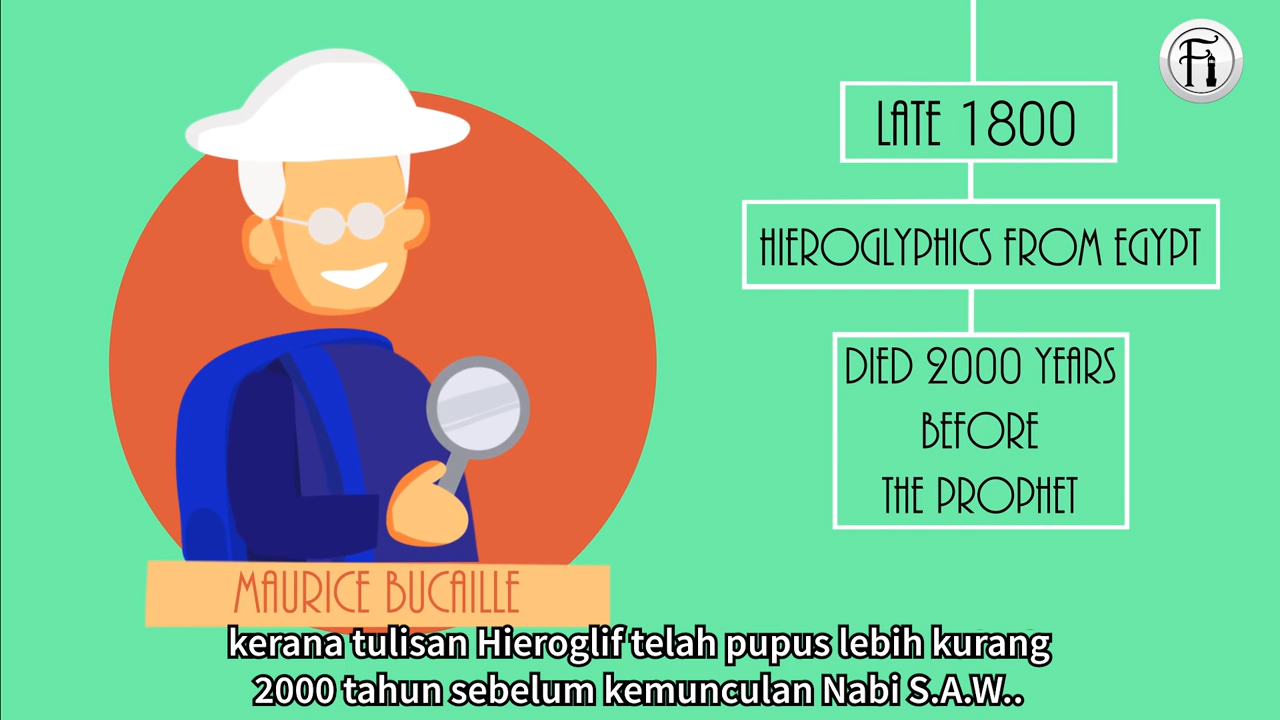 Fi
LATE 1800
HIEROGLYPHICS FROM EGYPT
DIED 2000 YEARS
BEFORE
THE PROPHET
MAURICE BUCAILLE
kerana tulisan Hieroglif telah pupus lebih kurang
2000 tahun sebelum kemunculan Nabi S.A.W..